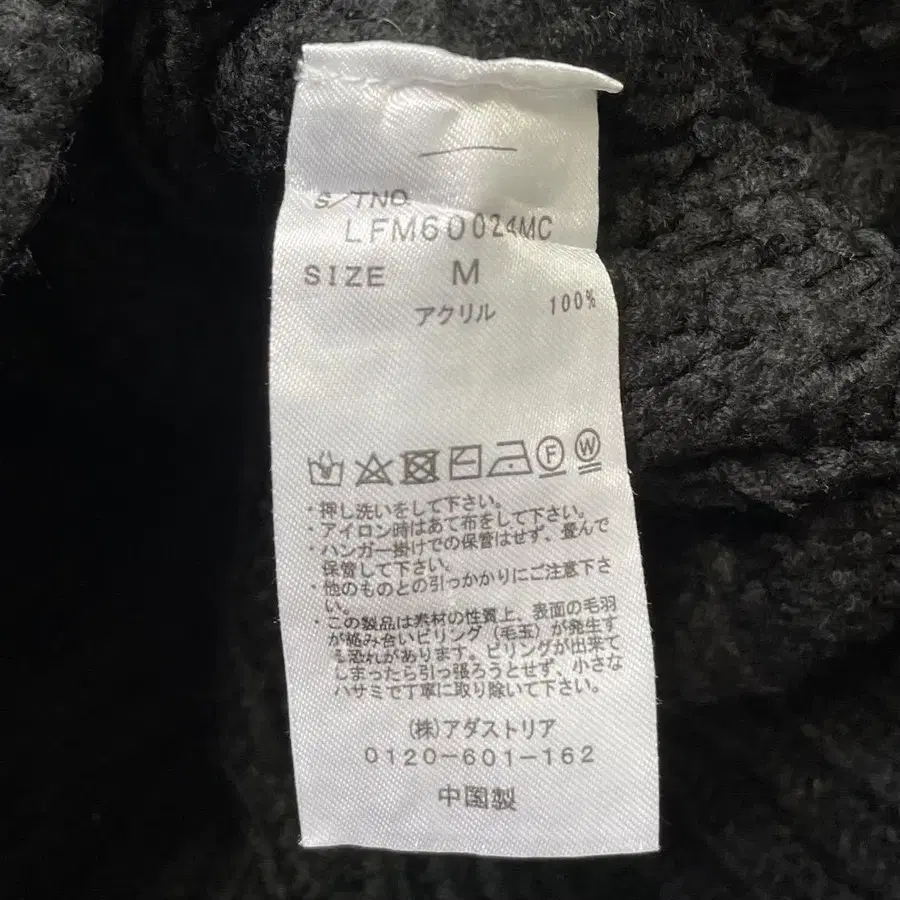 S/TNO.
LFM60024MC
SIZE M
アクリル 100%
F W
・押し洗いをして下さい。
・アイロン時はあて布をして下さい。
・ハンガー掛けでの保管はせず、畳んで
保管して下さい。
・他のものとの引っかかりにご注意下さ
い。
・この製品は素材の性質上、表面の毛羽
が絡み合いピリング(毛玉)が発生す
る恐れがあります。ピリングが出来て
しまったら引っ張ろうとせず、小さな
ハサミで丁寧に取り除いて下さい。
(株)アダストリア
0120-601-162
中国製